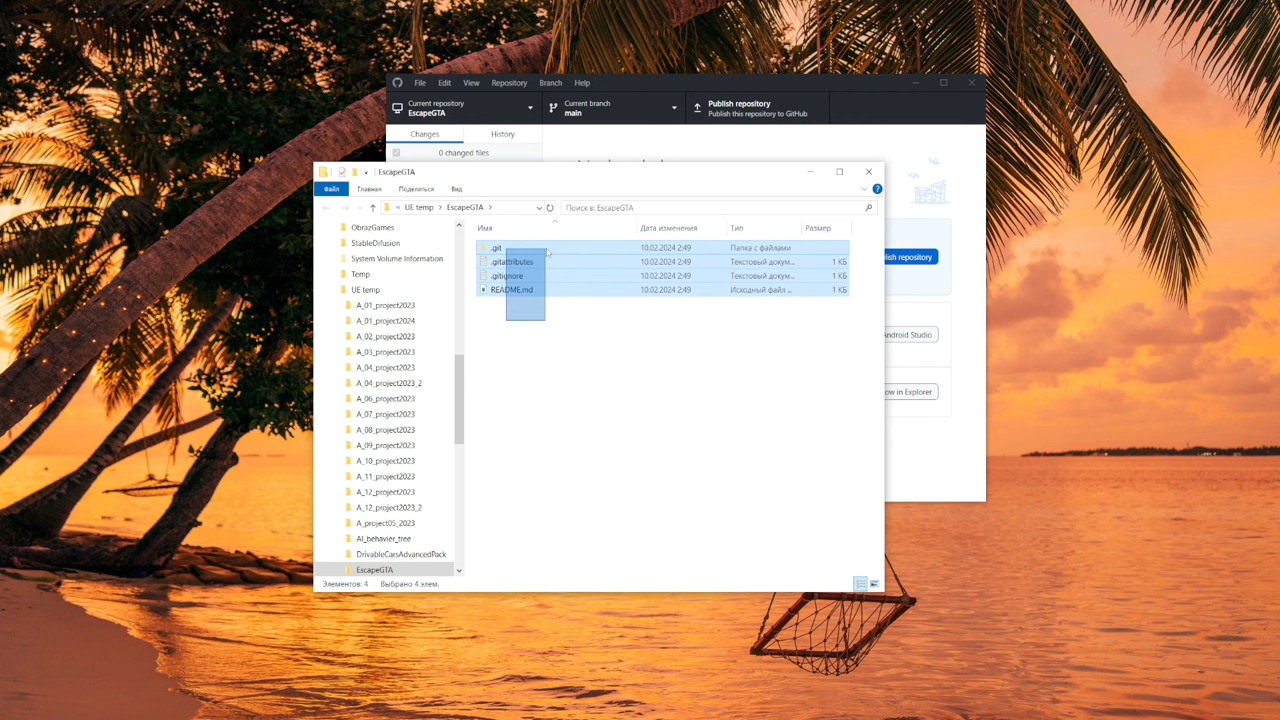 File Edit View Repository Branch Help
Current repository
EscapeGTA
Current branch
main
Publish repository
Publish this repository to GitHub
Changes History
0 changed files
EscapeGTA
Файл Главная Поделиться Вид
« UE temp > EscapeGTA >
Поиск в: EscapeGTA
Имя Дата изменения Тип Размер
.git 10.02.2024 2:49 Папка с файлами
.gitattributes 10.02.2024 2:49 Текстовый докум... 1 КБ
.gitignore 10.02.2024 2:49 Текстовый докум... 1 КБ
README.md 10.02.2024 2:49 Исходный файл ... 1 КБ
ObrazGames
StableDifusion
System Volume Information
Temp
UE temp
A_01_project2023
A_01_project2024
A_02_project2023
A_03_project2023
A_04_project2023
A_04_project2023_2
A_06_project2023
A_07_project2023
A_08_project2023
A_09_project2023
A_10_project2023
A_11_project2023
A_12_project2023
A_12_project2023_2
A_project05_2023
AI_behavier_tree
DrivableCarsAdvancedPack
EscapeGTA
Элементов: 4 Выбрано 4 элем.
lish repository
Android Studio
ow in Explorer